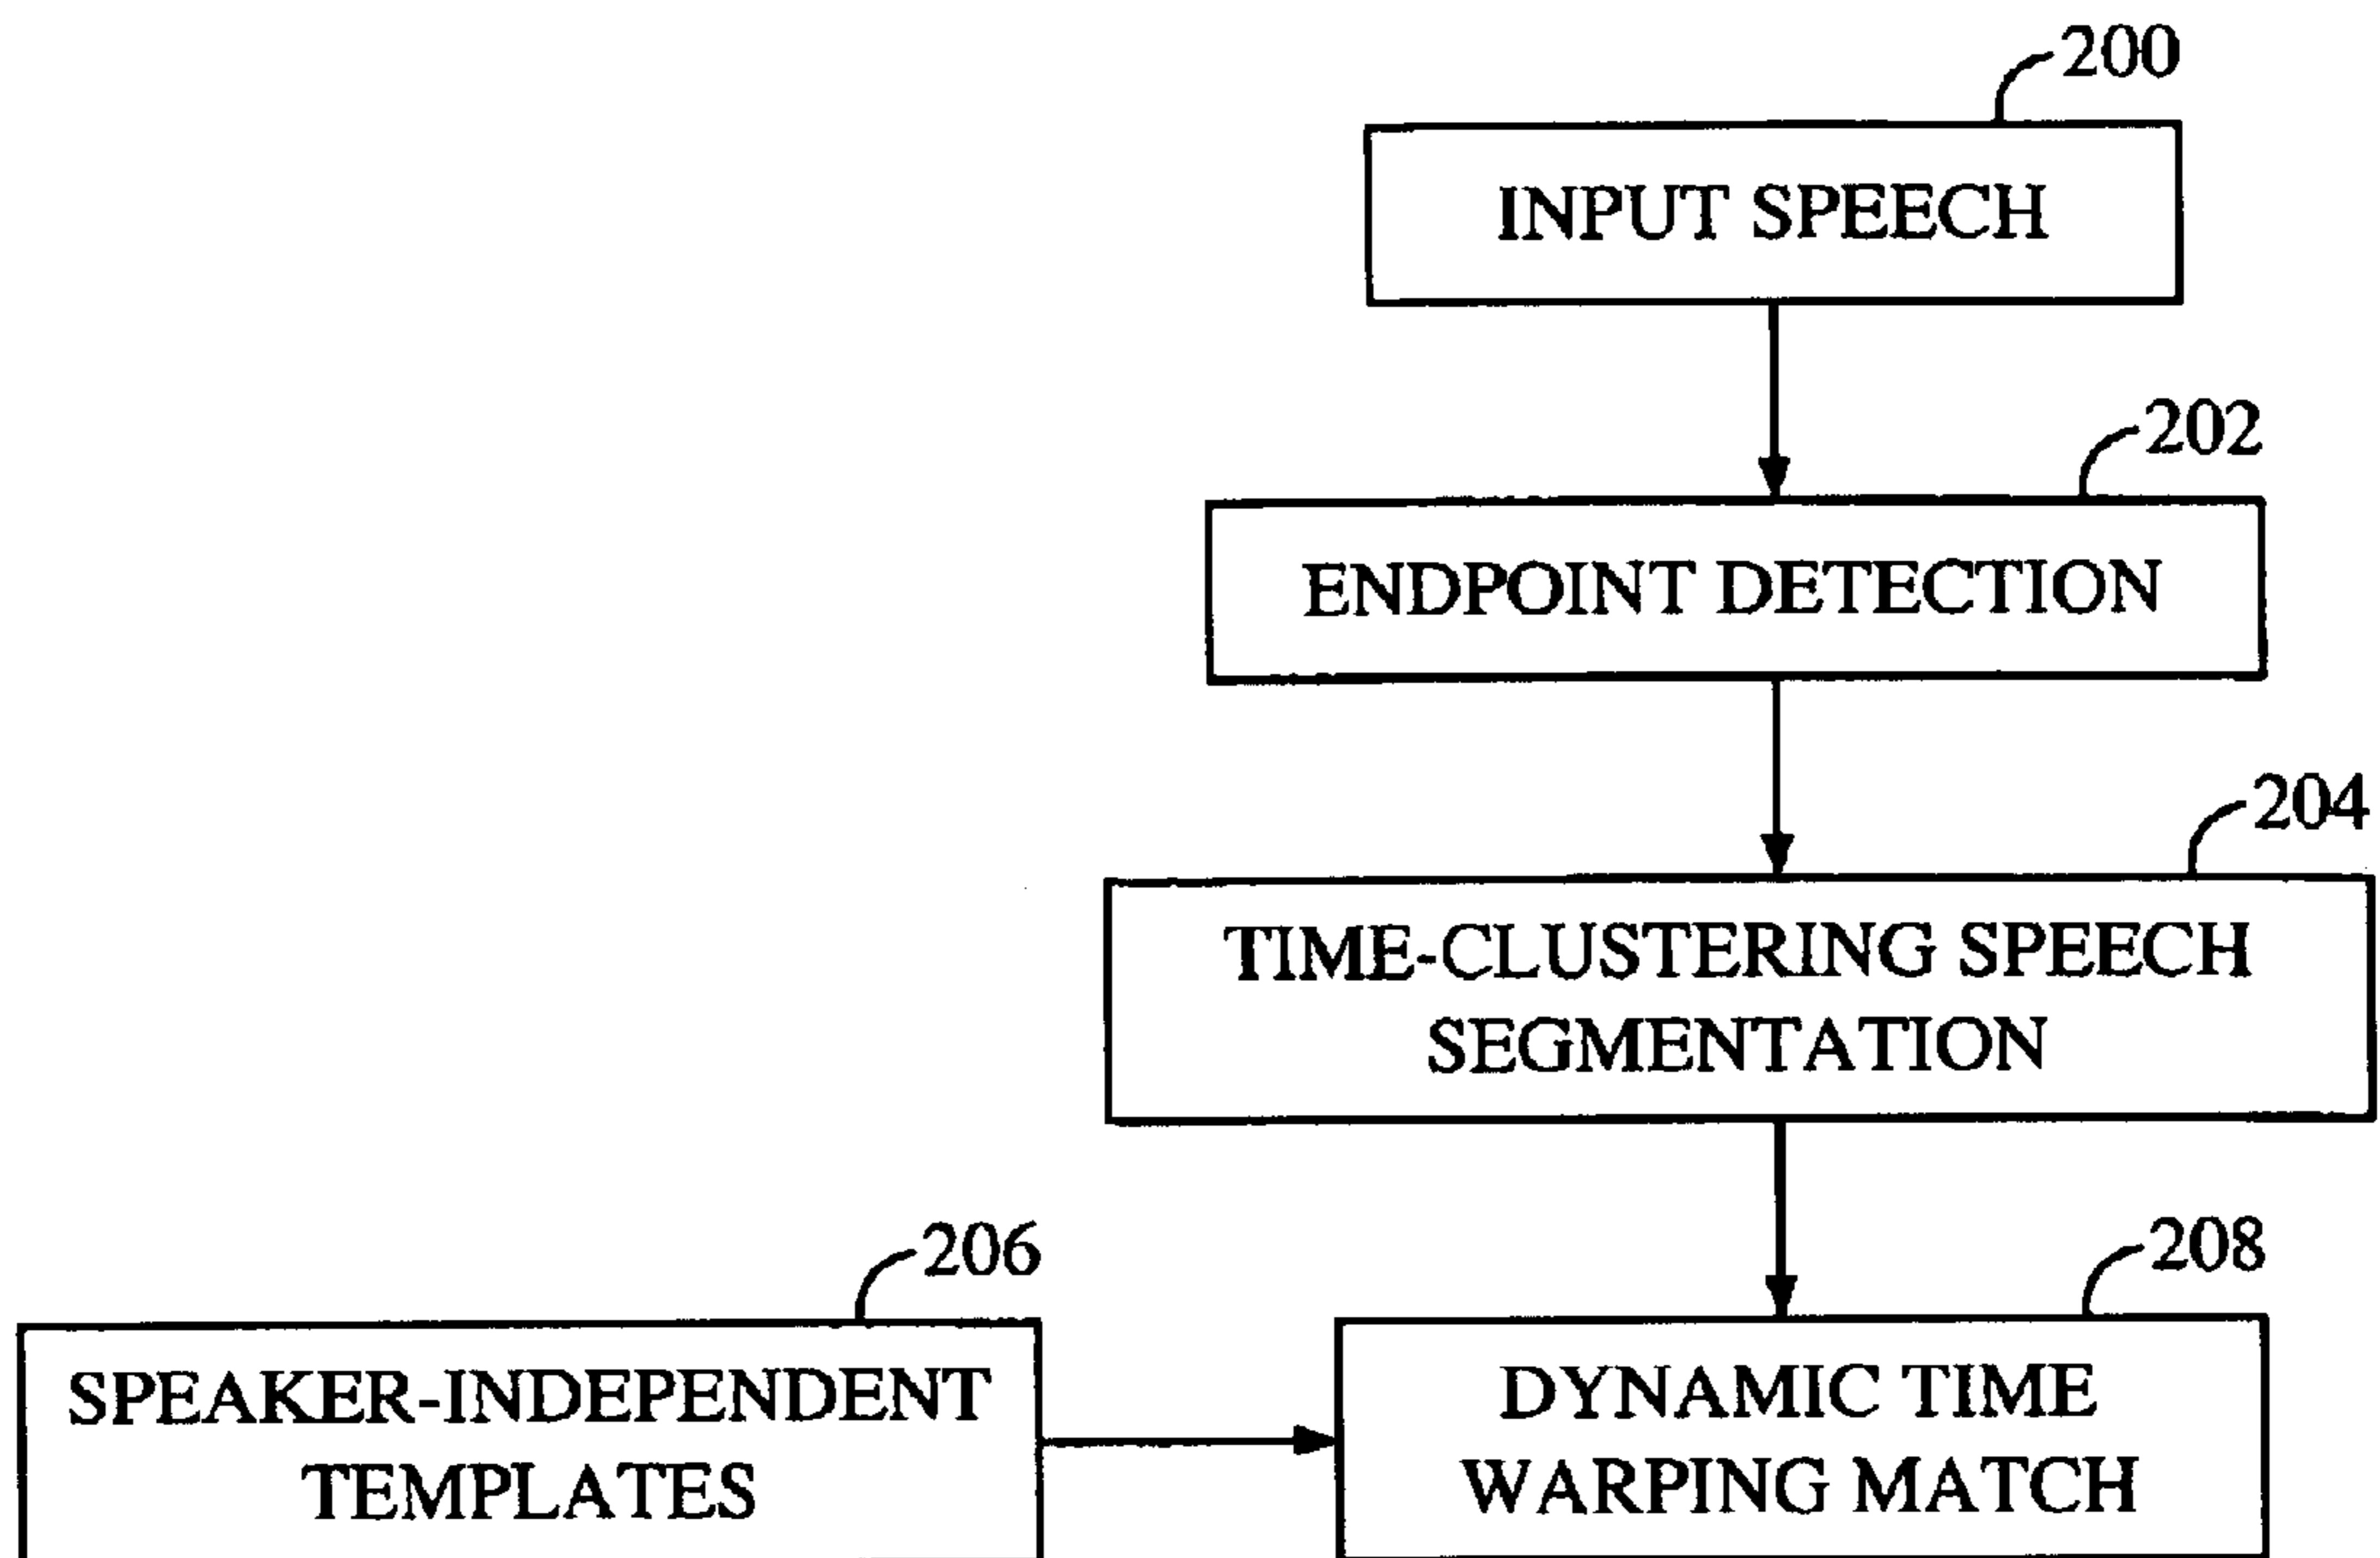 200
INPUT SPEECH
202
ENDPOINT DETECTION
204
TIME-CLUSTERING SPEECH
SEGMENTATION
206
SPEAKER-INDEPENDENT
TEMPLATES
208
DYNAMIC TIME
WARPING MATCH